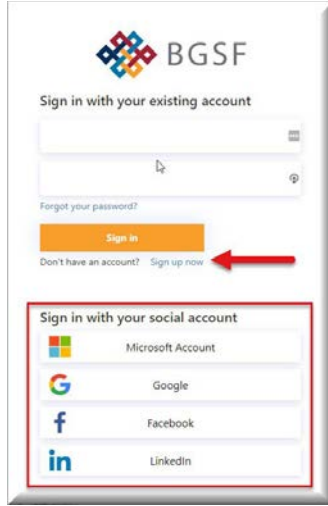 BGSF
Sign in with your existing account
Forgot your password?
Sign in
Don't have an account? Sign up now
Sign in with your social account
Microsoft Account
Google
Facebook
LinkedIn